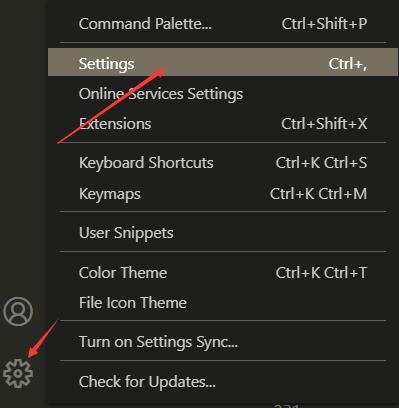 Command Palette... Ctrl+Shift+P
Settings Ctrl+,
Online Services Settings
Extensions Ctrl+Shift+X
Keyboard Shortcuts Ctrl+K Ctrl+S
Keymaps Ctrl+K Ctrl+M
User Snippets
Color Theme Ctrl+K Ctrl+T
File Icon Theme
Turn on Settings Sync...
Check for Updates...